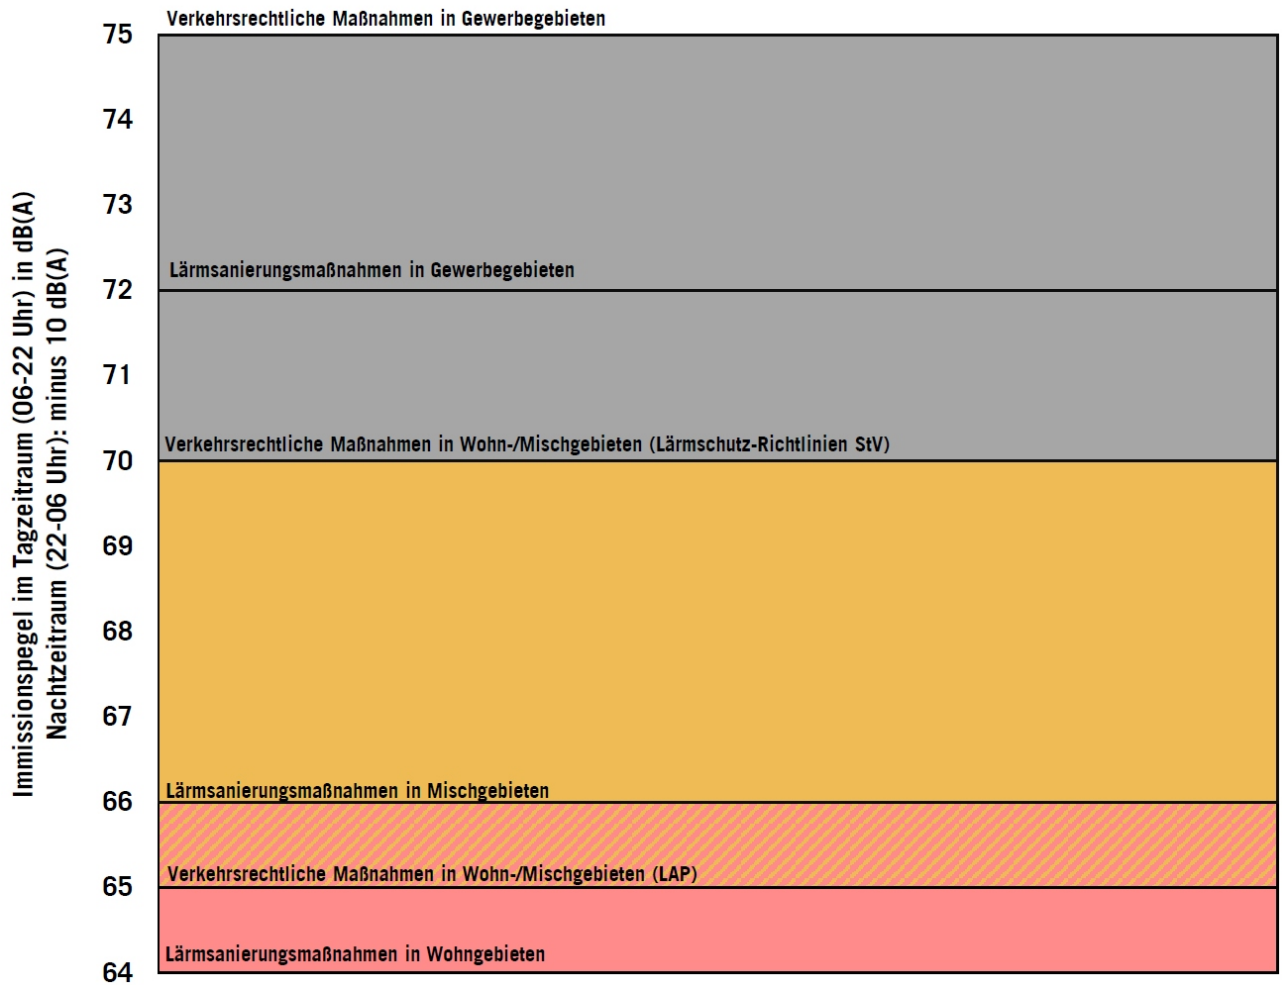 Verkehrsrechtliche Maßnahmen in Gewerbegebieten
75
74
73
Lärmsanierungsmaßnahmen in Gewerbegebieten
72
71
Verkehrsrechtliche Maßnahmen in Wohn-/Mischgebieten (Lärmschutz-Richtlinien StV)
70
69
68
67
Lärmsanierungsmaßnahmen in Mischgebieten
66
Verkehrsrechtliche Maßnahmen in Wohn-/Mischgebieten (LAP)
65
Lärmsanierungsmaßnahmen in Wohngebieten
64
Immissionspegel im Tagzeitraum (06-22 Uhr) in dB(A)
Nachtzeitraum (22-06 Uhr): minus 10 dB(A)